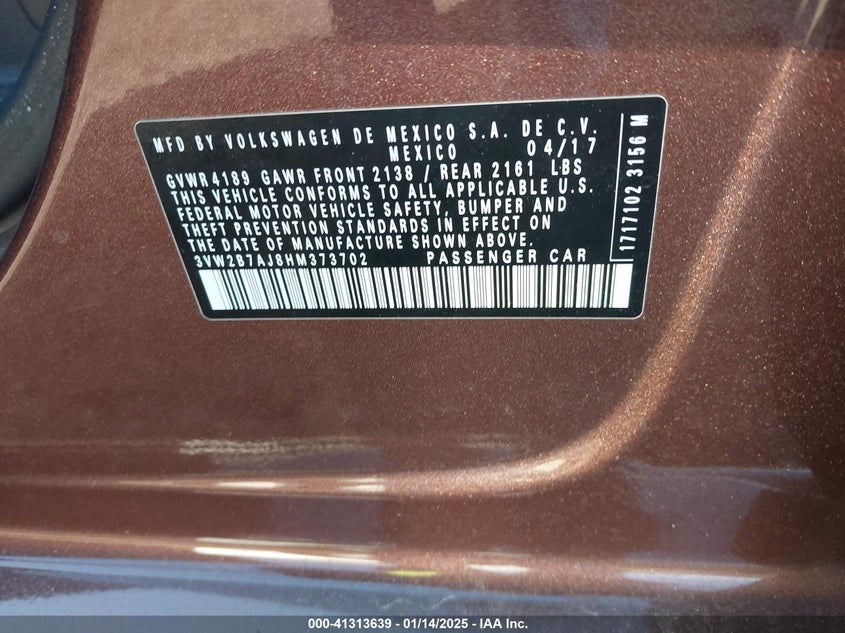 MFD BY VOLKSWAGEN DE MEXICO S.A. DE C.V.
MEXICO 04/17
GVWR4189 GAWR FRONT 2138 / REAR 2161 LBS
THIS VEHICLE CONFORMS TO ALL APPLICABLE U.S.
FEDERAL MOTOR VEHICLE SAFETY, BUMPER AND
THEFT PREVENTION STANDARDS IN EFFECT ON
THE DATE OF MANUFACTURE SHOWN ABOVE.
3VW2B7AJ8HM373702 PASSENGER CAR
1717102 3156 M
000-41313639 - 01/14/2025 - IAA Inc.